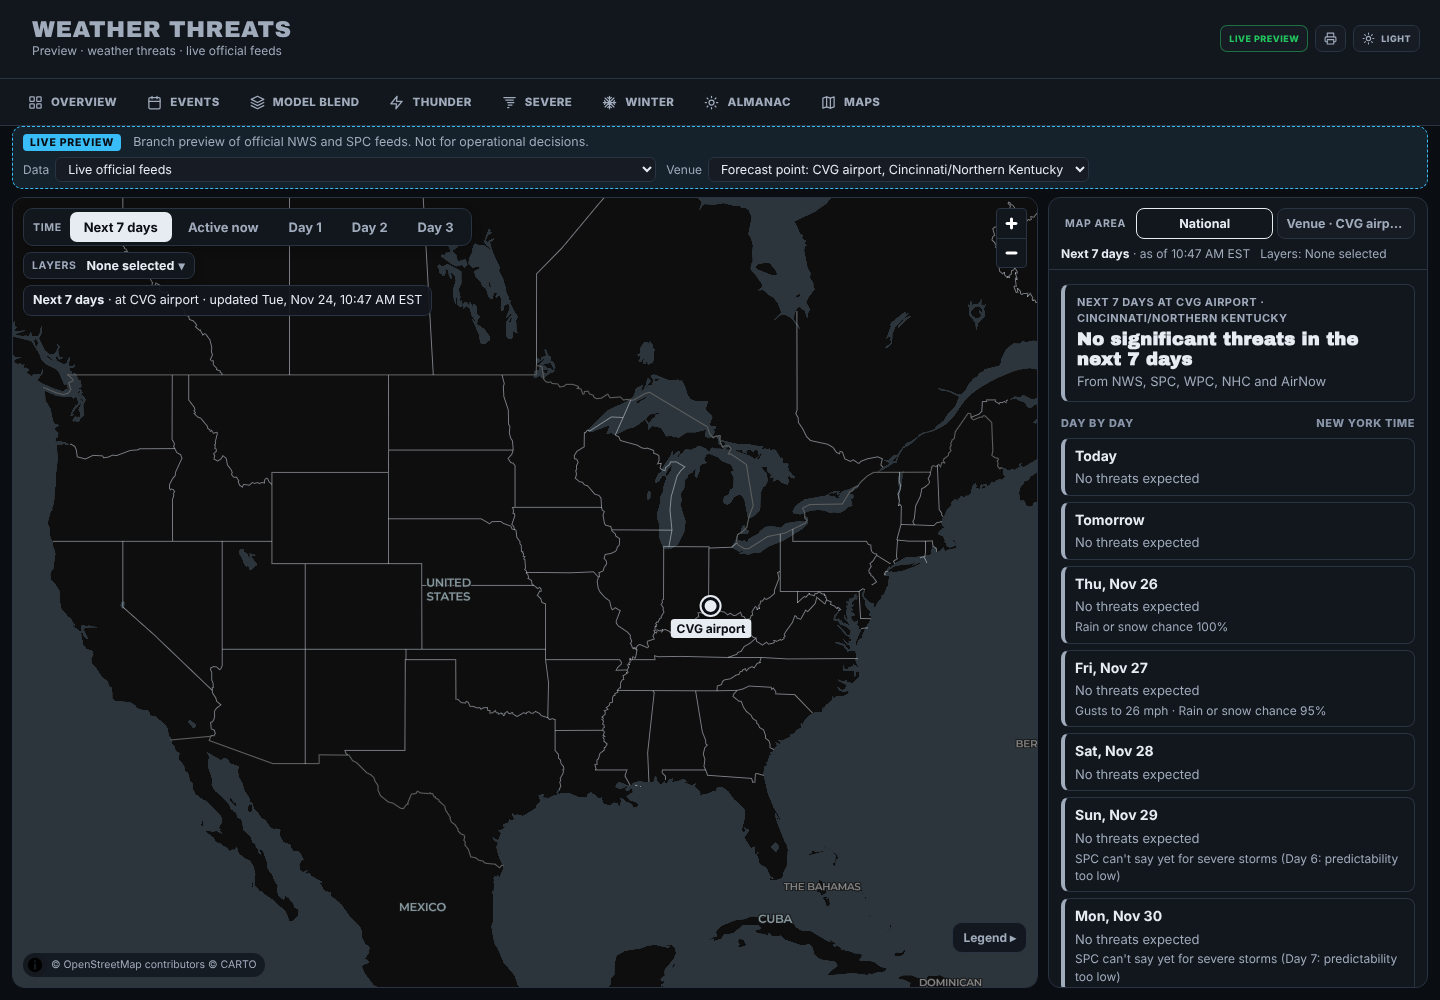 WEATHER THREATS
Preview · weather threats · live official feeds
LIVE PREVIEW
LIGHT
OVERVIEW
EVENTS
MODEL BLEND
THUNDER
SEVERE
WINTER
ALMANAC
MAPS
LIVE PREVIEW Branch preview of official NWS and SPC feeds. Not for operational decisions.
Data Live official feeds Venue Forecast point: CVG airport, Cincinnati/Northern Kentucky
TIME Next 7 days Active now Day 1 Day 2 Day 3
LAYERS None selected ▾
Next 7 days · at CVG airport · updated Tue, Nov 24, 10:47 AM EST
+
−
UNITED
STATES
CVG airport
BER
THE BAHAMAS
MEXICO
CUBA
DOMINICAN
Legend ▸
© OpenStreetMap contributors © CARTO
MAP AREA National Venue · CVG airp...
Next 7 days · as of 10:47 AM EST Layers: None selected
NEXT 7 DAYS AT CVG AIRPORT ·
CINCINNATI/NORTHERN KENTUCKY
No significant threats in the
next 7 days
From NWS, SPC, WPC, NHC and AirNow
DAY BY DAY NEW YORK TIME
Today
No threats expected
Tomorrow
No threats expected
Thu, Nov 26
No threats expected
Rain or snow chance 100%
Fri, Nov 27
No threats expected
Gusts to 26 mph · Rain or snow chance 95%
Sat, Nov 28
No threats expected
Sun, Nov 29
No threats expected
SPC can't say yet for severe storms (Day 6: predictability
too low)
Mon, Nov 30
No threats expected
SPC can't say yet for severe storms (Day 7: predictability
too low)